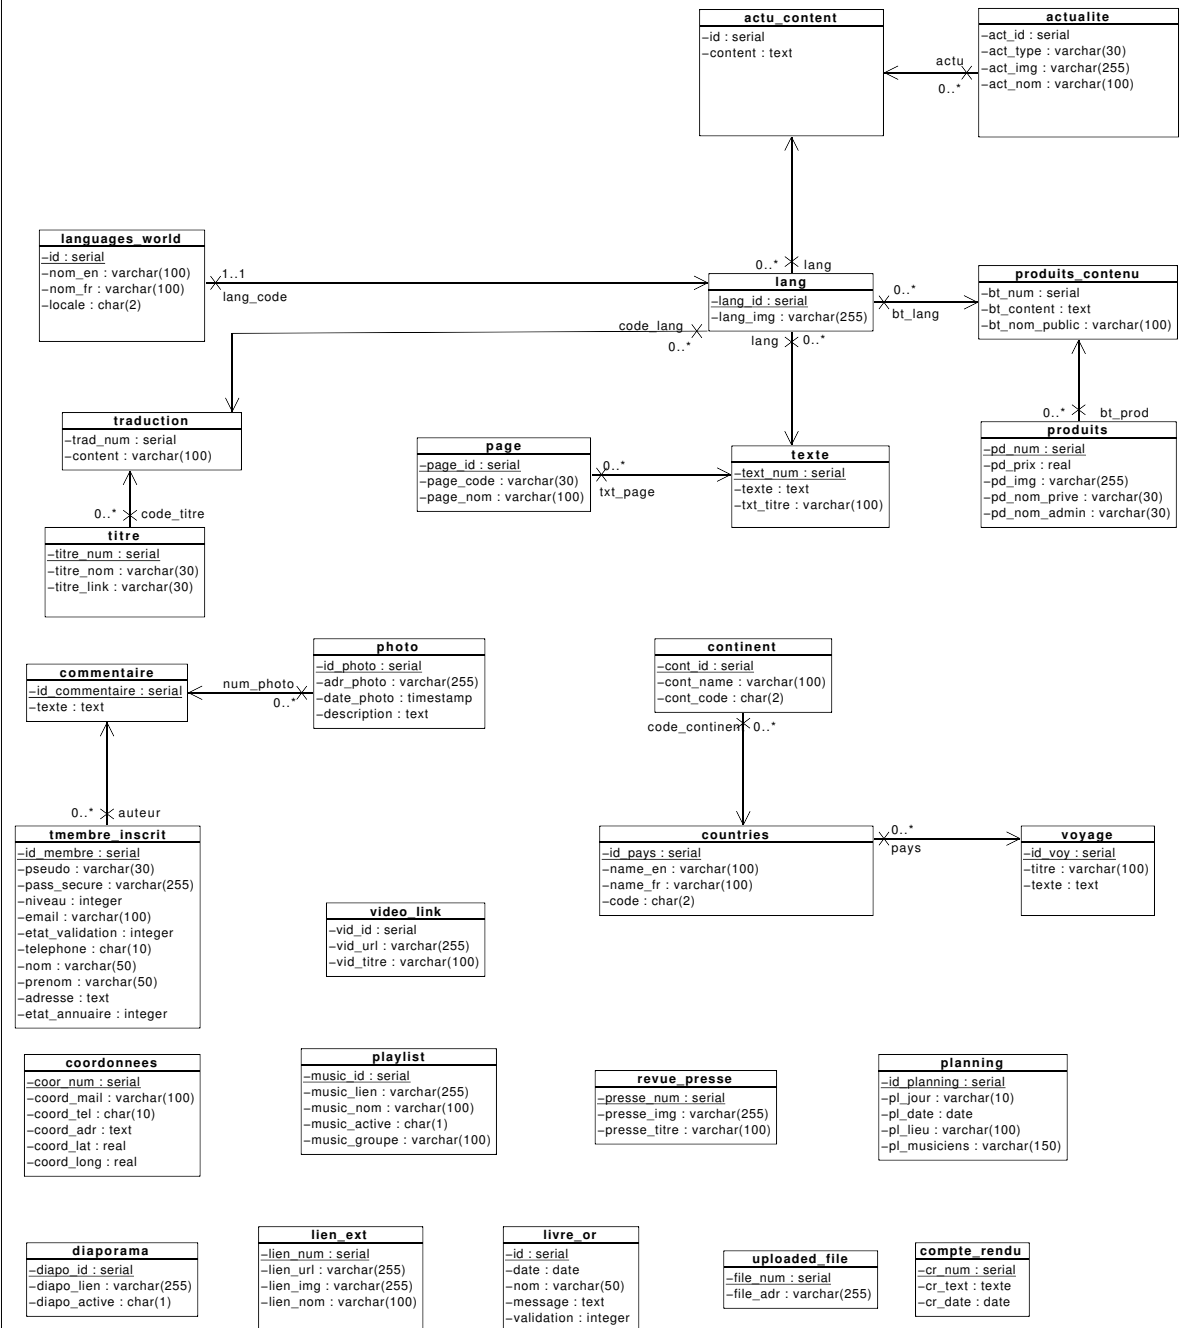 actu_content
−id : serial
−content : text
actualite
−act_id : serial
−act_type : varchar(30)
−act_img : varchar(255)
−act_nom : varchar(100)
actu
0..*
languages_world
−id : serial
−nom_en : varchar(100)
−nom_fr : varchar(100)
−locale : char(2)
1..1
lang_code
0..*
lang
lang
−lang_id : serial
−lang_img : varchar(255)
0..*
bt_lang
produits_contenu
−bt_num : serial
−bt_content : text
−bt_nom_public : varchar(100)
code_lang
0..*
lang
0..*
traduction
−trad_num : serial
−content : varchar(100)
page
−page_id : serial
−page_code : varchar(30)
−page_nom : varchar(100)
0..*
txt_page
texte
−text_num : serial
−texte : text
−txt_titre : varchar(100)
0..*
bt_prod
produits
−pd_num : serial
−pd_prix : real
−pd_img : varchar(255)
−pd_nom_prive : varchar(30)
−pd_nom_admin : varchar(30)
0..*
code_titre
titre
−titre_num : serial
−titre_nom : varchar(30)
−titre_link : varchar(30)
commentaire
−id_commentaire : serial
−texte : text
num_photo
0..*
photo
−id_photo : serial
−adr_photo : varchar(255)
−date_photo : timestamp
−description : text
continent
−cont_id : serial
−cont_name : varchar(100)
−cont_code : char(2)
code_continent
0..*
0..*
auteur
tmembre_inscrit
−id_membre : serial
−pseudo : varchar(30)
−pass_secure : varchar(255)
−niveau : integer
−email : varchar(100)
−etat_validation : integer
−telephone : char(10)
−nom : varchar(50)
−prenom : varchar(50)
−adresse : text
−etat_annuaire : integer
video_link
−vid_id : serial
−vid_url : varchar(255)
−vid_titre : varchar(100)
countries
−id_pays : serial
−name_en : varchar(100)
−name_fr : varchar(100)
−code : char(2)
0..*
pays
voyage
−id_voy : serial
−titre : varchar(100)
−texte : text
coordonnees
−coor_num : serial
−coord_mail : varchar(100)
−coord_tel : char(10)
−coord_adr : text
−coord_lat : real
−coord_long : real
playlist
−music_id : serial
−music_lien : varchar(255)
−music_nom : varchar(100)
−music_active : char(1)
−music_groupe : varchar(100)
revue_presse
−presse_num : serial
−presse_img : varchar(255)
−presse_titre : varchar(100)
planning
−id_planning : serial
−pl_jour : varchar(10)
−pl_date : date
−pl_lieu : varchar(100)
−pl_musiciens : varchar(150)
diaporama
−diapo_id : serial
−diapo_lien : varchar(255)
−diapo_active : char(1)
lien_ext
−lien_num : serial
−lien_url : varchar(255)
−lien_img : varchar(255)
−lien_nom : varchar(100)
livre_or
−id : serial
−date : date
−nom : varchar(50)
−message : text
−validation : integer
uploaded_file
−file_num : serial
−file_adr : varchar(255)
compte_rendu
−cr_num : serial
−cr_text : texte
−cr_date : date